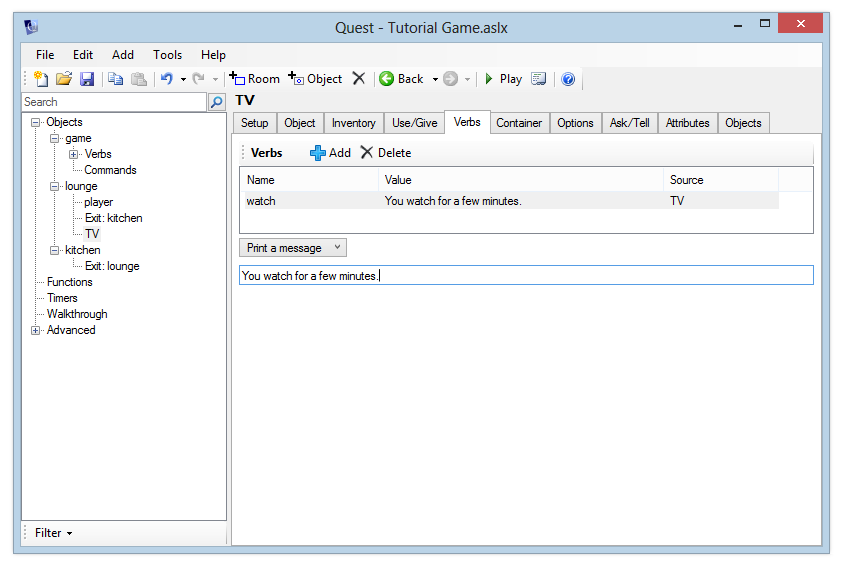 Quest - Tutorial Game.aslx
File Edit Add Tools Help
Room Object Back Play
Search
TV
Setup Object Inventory Use/Give Verbs Container Options Ask/Tell Attributes Objects
Objects
game
Verbs
Commands
lounge
player
Exit: kitchen
TV
kitchen
Exit: lounge
Functions
Timers
Walkthrough
Advanced
Filter
Verbs Add Delete
Name Value Source
watch You watch for a few minutes. TV
Print a message
You watch for a few minutes.